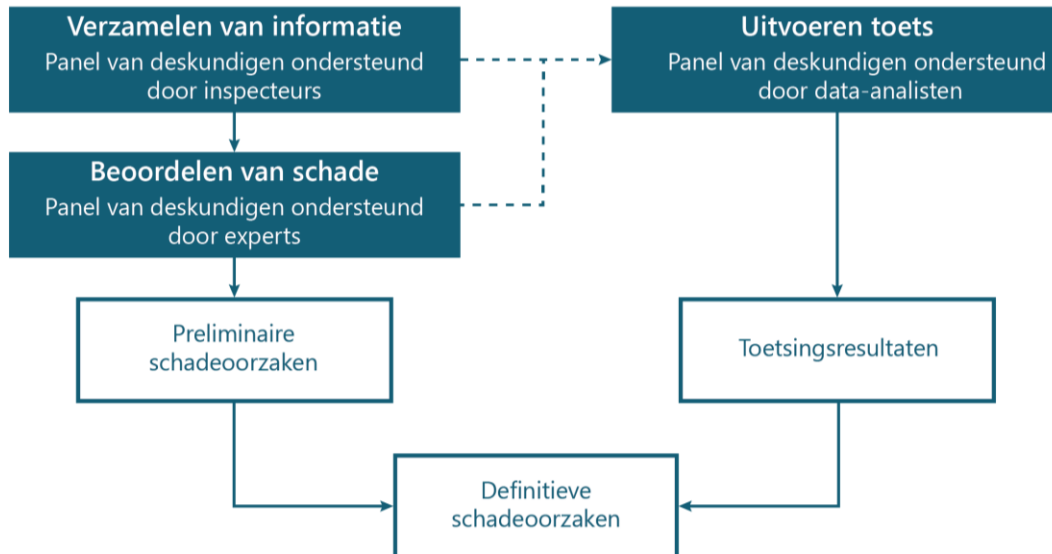 Verzamelen van informatie
Panel van deskundigen ondersteund
door inspecteurs
Uitvoeren toets
Panel van deskundigen ondersteund
door data-analisten
Beoordelen van schade
Panel van deskundigen ondersteund
door experts
Preliminaire
schadeoorzaken
Toetsingsresultaten
Definitieve
schadeoorzaken